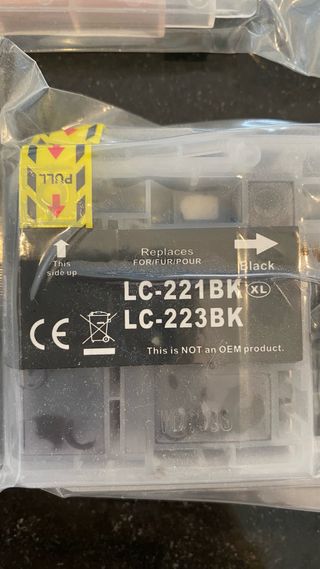 PULL
This
side up
Replaces
FOR/FÜR/POUR
Black
LC-221BK XL
LC-223BK
CE
This is NOT an OEM product.